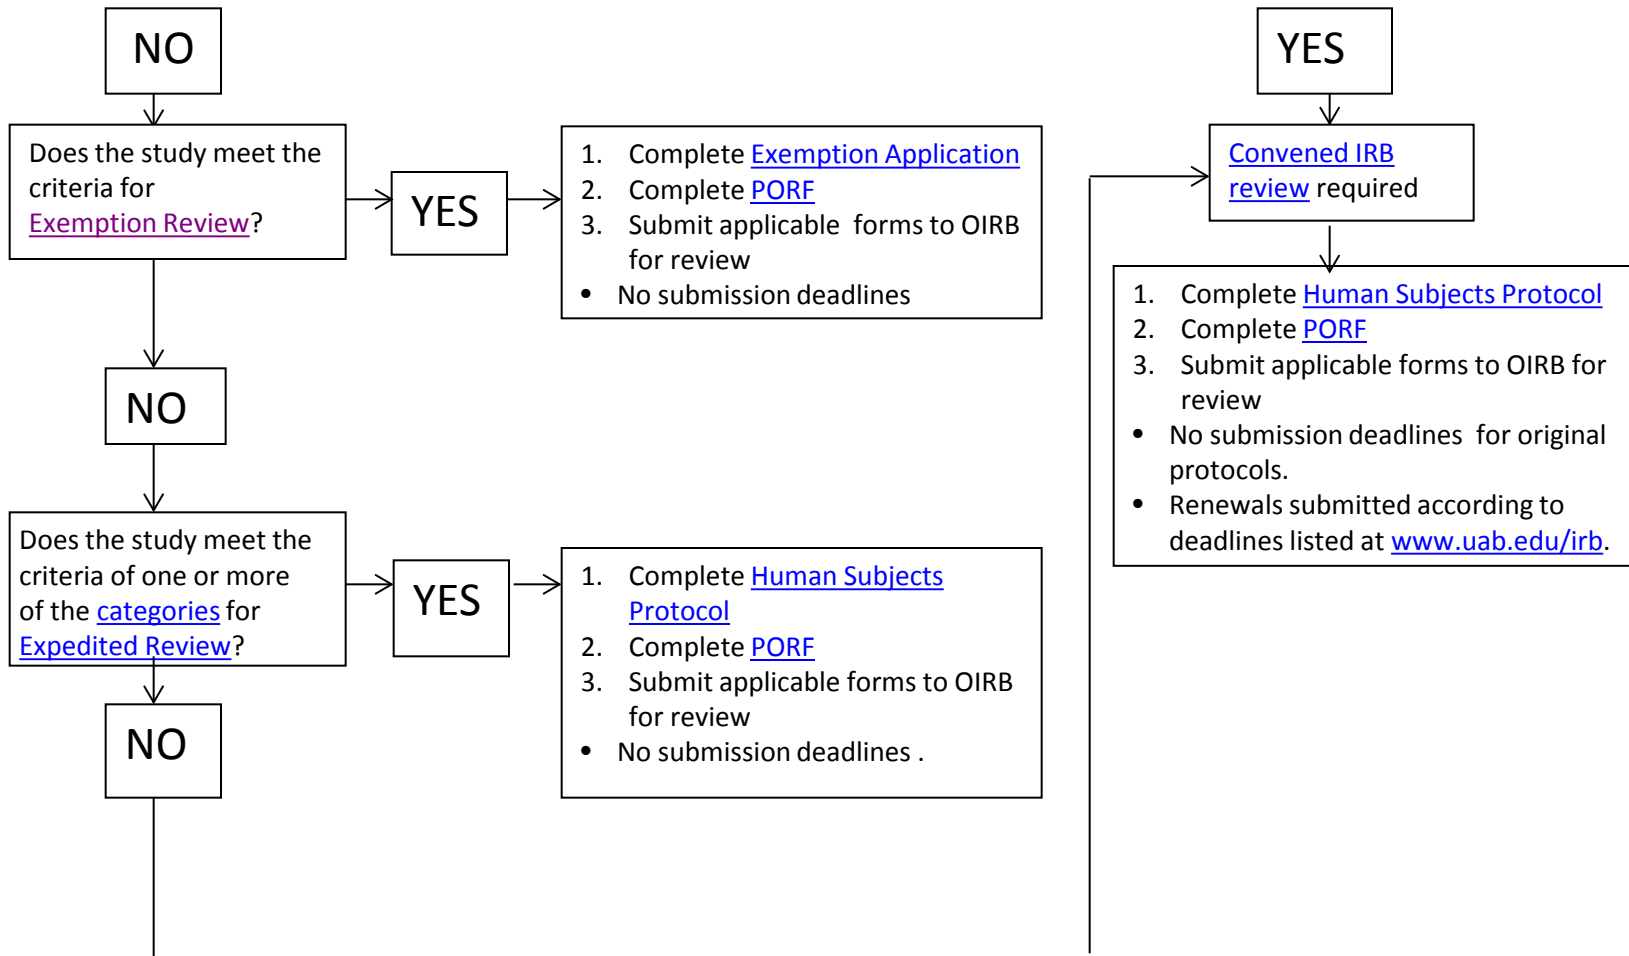 NO
Does the study meet the
criteria for
Exemption Review?
YES
1. Complete Exemption Application
2. Complete PORF
3. Submit applicable forms to OIRB
for review
• No submission deadlines
NO
Does the study meet the
criteria of one or more
of the categories for
Expedited Review?
YES
1. Complete Human Subjects
Protocol
2. Complete PORF
3. Submit applicable forms to OIRB
for review
• No submission deadlines .
NO
YES
Convened IRB
review required
1. Complete Human Subjects Protocol
2. Complete PORF
3. Submit applicable forms to OIRB for
review
• No submission deadlines for original
protocols.
• Renewals submitted according to
deadlines listed at www.uab.edu/irb.